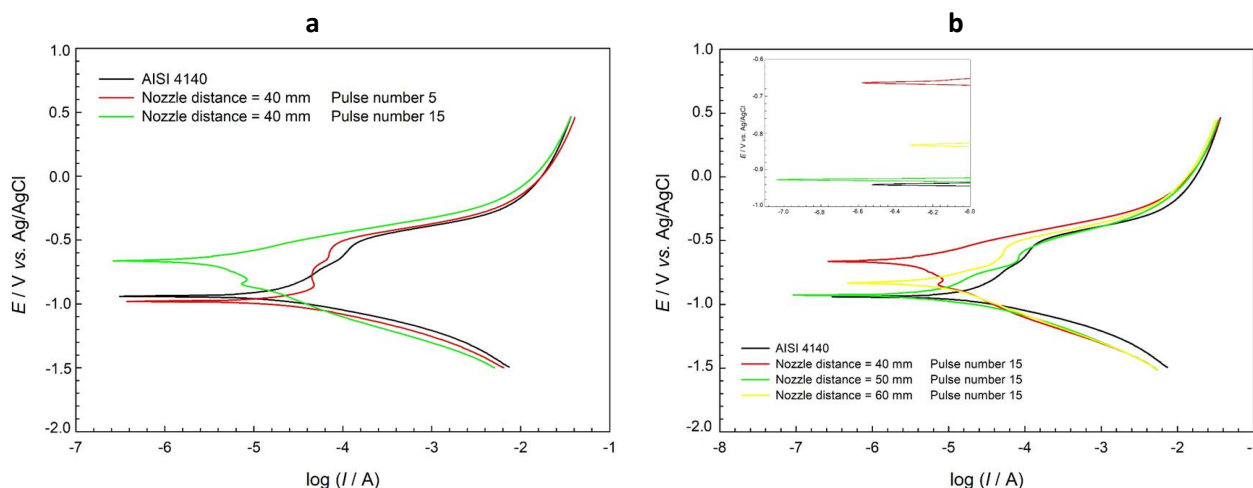 a
1.0
0.5
0.0
-0.5
-1.0
-1.5
-2.0
E / V vs. Ag/AgCl
AISI 4140
Nozzle distance = 40 mm Pulse number 5
Nozzle distance = 40 mm Pulse number 15
-7 -6 -5 -4 -3 -2 -1
log (I / A)
b
1.0
0.5
0.0
-0.5
-1.0
-1.5
-2.0
E / V vs. Ag/AgCl
-0.6
-0.7
-0.8
-0.9
-1.0
E / V vs. Ag/AgCl
-7.0 -6.8 -6.6 -6.4 -6.2 -6.0
AISI 4140
Nozzle distance = 40 mm Pulse number 15
Nozzle distance = 50 mm Pulse number 15
Nozzle distance = 60 mm Pulse number 15
-8 -7 -6 -5 -4 -3 -2 -1
log (I / A)